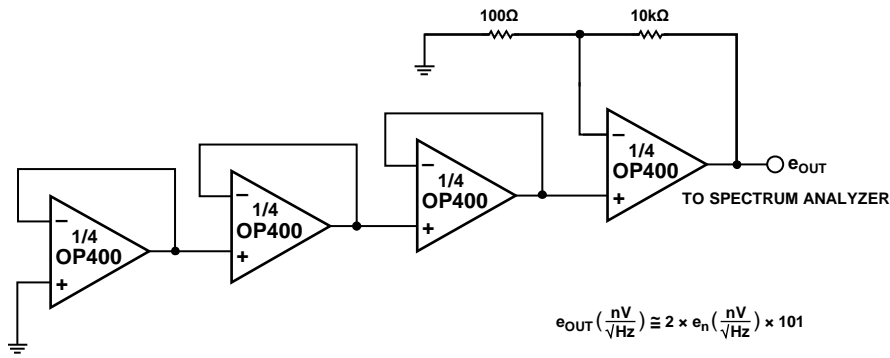 100Ω
10kΩ
−
1/4
OP400
+
eOUT
TO SPECTRUM ANALYZER
−
1/4
OP400
+
−
1/4
OP400
+
−
1/4
OP400
+
eOUT(nV/√Hz) ≅ 2 × en(nV/√Hz) × 101